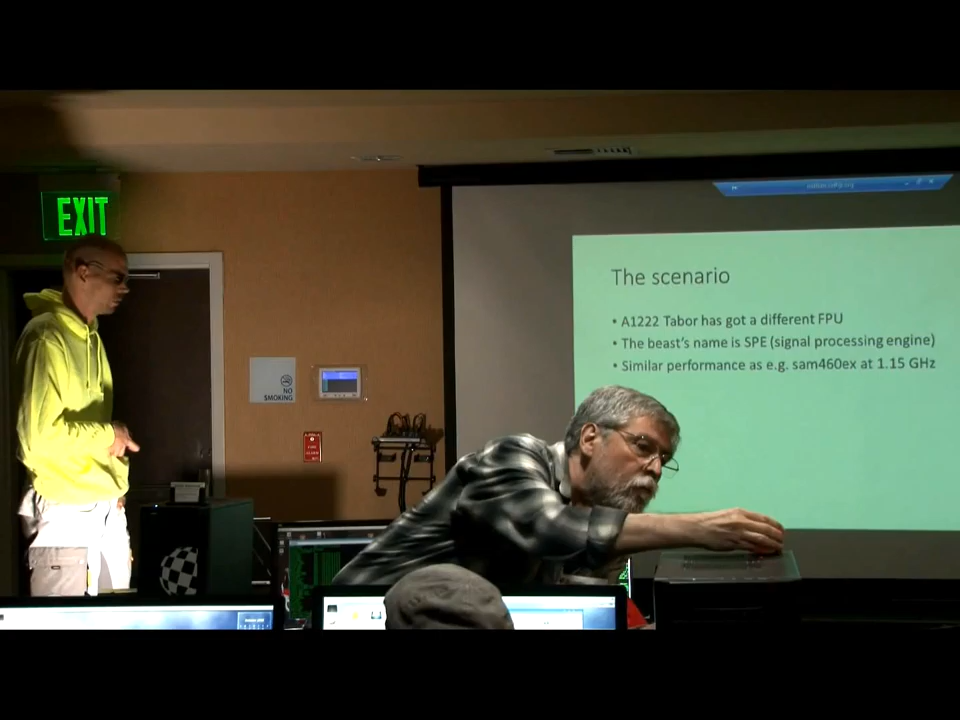 EXIT
The scenario
• A1222 Tabor has got a different FPU
• The beast's name is SPE (signal processing engine)
• Similar performance as e.g. sam460ex at 1.15 GHz
NO
SMOKING